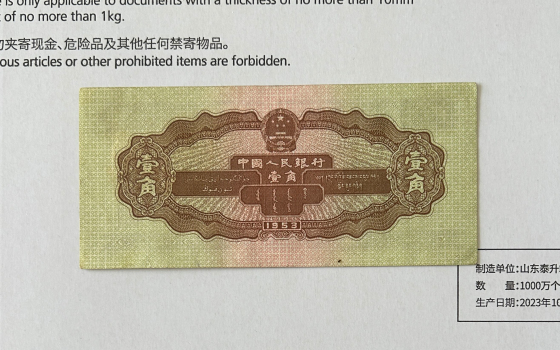 is only applicable to documents with a thickness of no more than 10mm
of no more than 1kg.
夹寄现金、危险品及其他任何禁寄物品。
ous articles or other prohibited items are forbidden.
中國人民銀行
壹角
壹角
壹角
1953
制造单位:山东泰升
数 量:1000万个
生产日期:2023年10